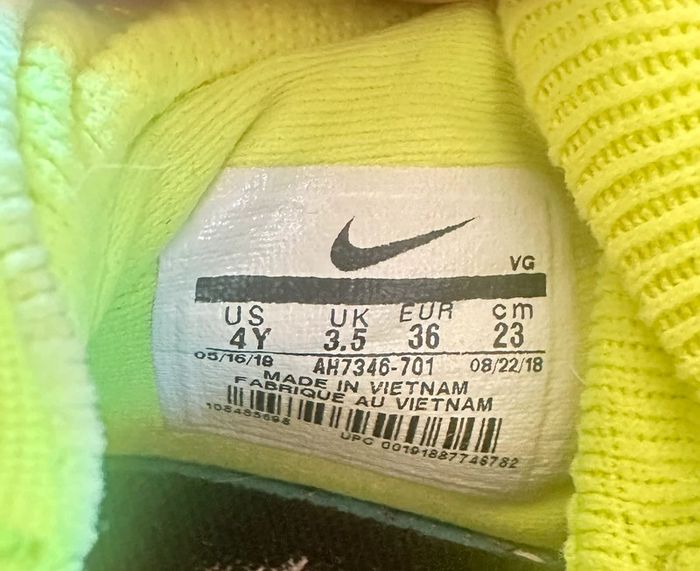 VG
US UK EUR cm
4Y 3.5 36 23
05/16/18 AH7346-701 08/22/18
MADE IN VIETNAM
FABRIQUE AU VIETNAM
108485698
UPC 00191887746782